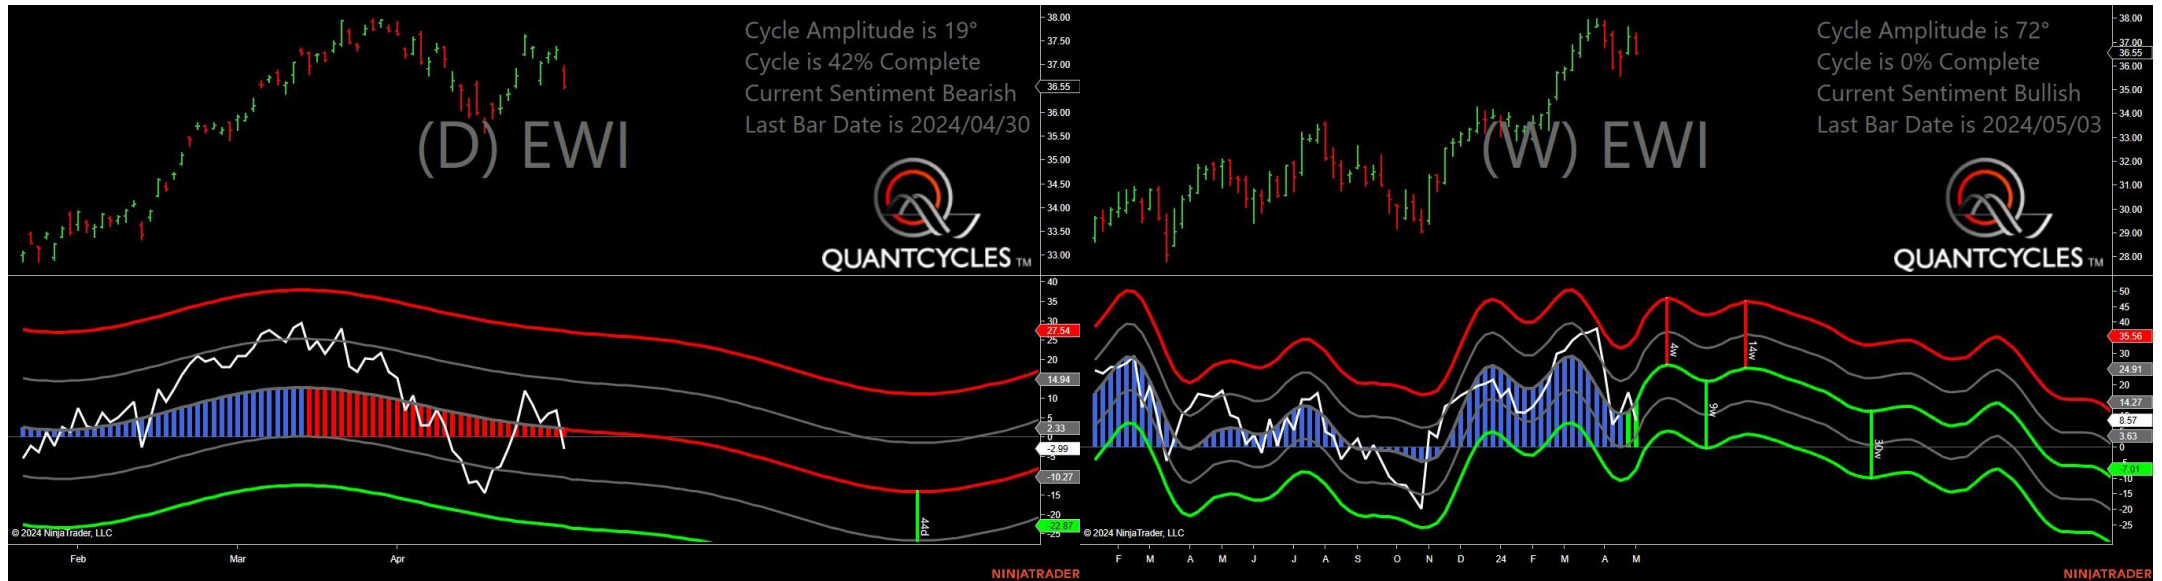 Cycle Amplitude is 19°
Cycle is 42% Complete
Current Sentiment Bearish
Last Bar Date is 2024/04/30
(D) EWI
QUANTCYCLES TM
38.00
37.50
37.00
36.55
36.00
35.50
35.00
34.50
34.00
33.50
33.00
40
35
30
27.54
25
20
14.94
10
5
2.33
0
-2.99
-5
-10.27
-15
-20
-22.87
-25
44d
© 2024 NinjaTrader, LLC
Feb Mar Apr
NINJATRADER
Cycle Amplitude is 72°
Cycle is 0% Complete
Current Sentiment Bullish
Last Bar Date is 2024/05/03
(W) EWI
QUANTCYCLES TM
38.00
37.00
36.55
36.00
35.00
34.00
33.00
32.00
31.00
30.00
29.00
28.00
50
45
40
35.56
30
24.91
20
14.27
8.57
3.63
0
-7.01
-10
-15
-20
-25
4w
9w
14w
30w
© 2024 NinjaTrader, LLC
F M A M J J A S O N D 24 F M A M
NINJATRADER